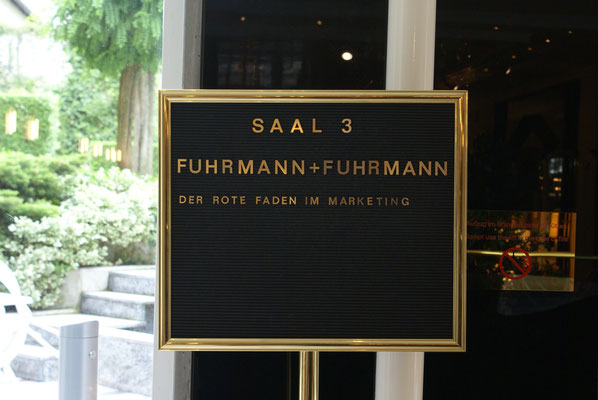 SAAL 3
FUHRMANN+FUHRMANN
DER ROTE FADEN IM MARKETING